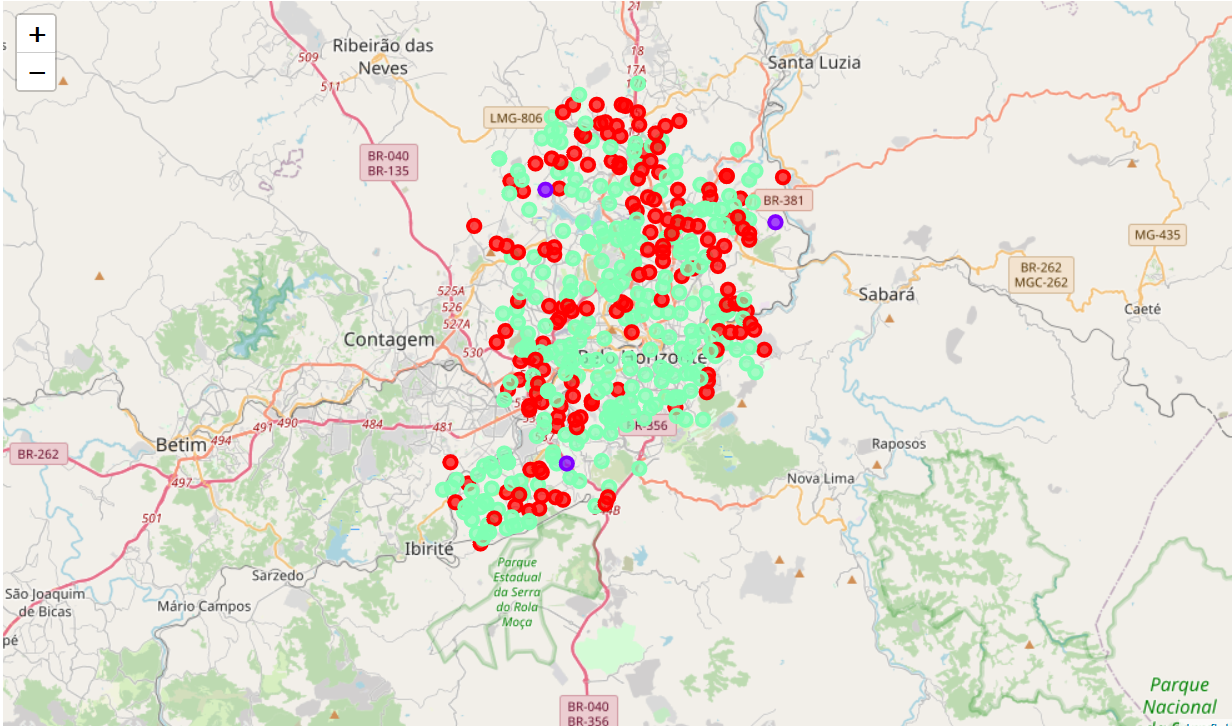 +
−
21
18
17A
Ribeirão das
Neves
509
511
Santa Luzia
LMG-806
BR-040
BR-135
BR-381
MG-435
BR-262
MGC-262
Sabará
Caeté
525A
526
527A
Contagem
530
Belo Horizonte
BR-356
Betim
494
491
490
484
481
BR-262
497
501
Raposos
Nova Lima
Ibirité
Parque
Estadual
da Serra
do Rola
Moça
Sarzedo
São Joaquim
de Bicas
Mário Campos
pé
BR-040
BR-356
Parque
Nacional